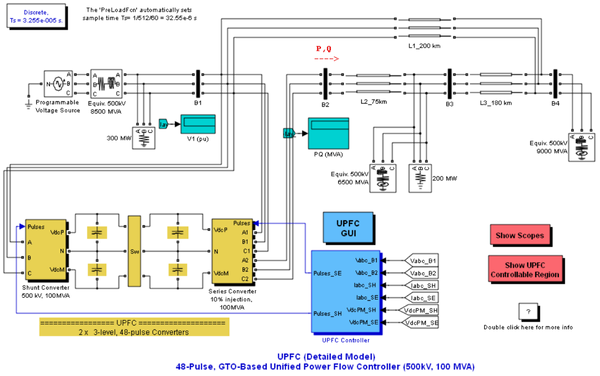 Discrete,
Ts = 3.255e-005 s.
The 'PreLoadFcn' automatically sets
sample time Ts= 1/512/60 = 32.55e-6 s
L1_200 km
P,Q
N
A
B
C
A
B
C
A
B
C
Programmable
Voltage Source
Equiv. 500kV
8500 MVA
B1
B2
L2_75km
B3
L3_180 km
B4
A
B
C
300 MW
V1 (pu)
PQ (MVA)
A
B
C
Equiv. 500kV
6500 MVA
A
B
C
200 MW
A
B
C
Equiv. 500kV
9000 MVA
Pulses
VdcP
A
N
B
VdcM
C
Shunt Converter
500 kV, 100MVA
Sw
Pulses
VdcP
A1
B1
N
C1
A2
VdcM
B2
C2
Series Converter
10% injection,
100MVA
UPFC
GUI
Vabc_B1
Vabc_B1
Pulses_SE
Vabc_B2
Vabc_B2
Iabc_SH
Iabc_SH
Iabc_SE
Iabc_SE
Pulses_SH
VdcPM_SH
VdcPM_SH
VdcPM_SE
VdcPM_SE
UPFC Controller
Show Scopes
Show UPFC
Controllable Region
?
Double click here for more info
================ UPFC ================
2 x 3-level, 48-pulse Converters
UPFC (Detailed Model)
48-Pulse, GTO-Based Unified Power Flow Controller (500kV, 100 MVA)